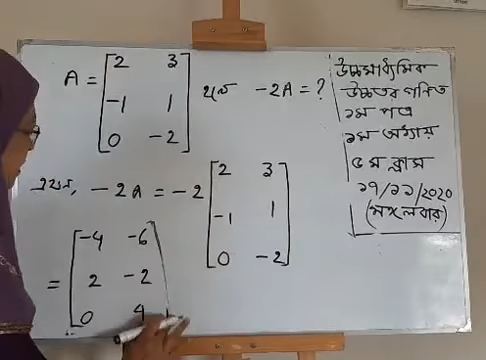 A = [2 3
-1 1
0 -2] হলে -2A = ?
এখন, -2A = -2 [2 3
-1 1
0 -2]
= [-4 -6
2 -2
0 4]
উচ্চমাধ্যমিক
উচ্চতর গণিত
১ম পত্র
১ম অধ্যায়
৫ম ক্লাস
১৭/১১/২০২০
(মঙ্গলবার)